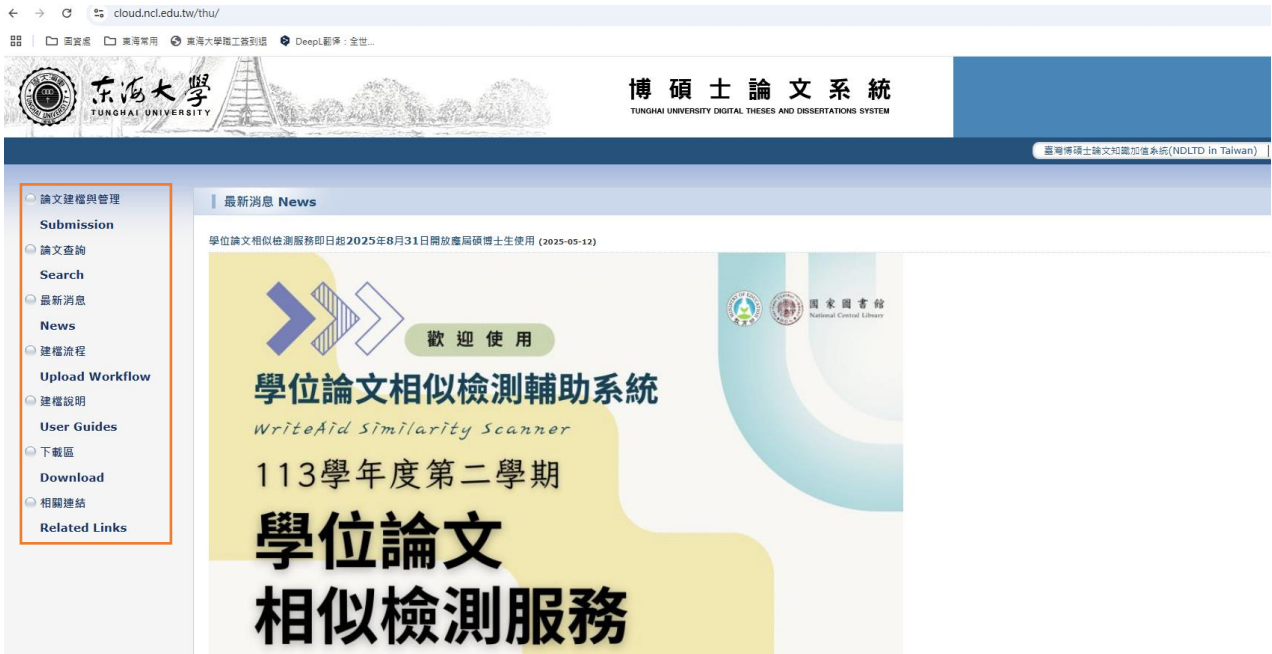 cloud.ncl.edu.tw/thu/
圖資處 東海常用 東海大學職工簽到退 DeepL翻譯：全世...
东海大學
TUNGHAI UNIVERSITY
博碩士論文系統
TUNGHAI UNIVERSITY DIGITAL THESES AND DISSERTATIONS SYSTEM
臺灣博碩士論文知識加值系統(NDLTD in Taiwan)
論文建檔與管理
Submission
論文查詢
Search
最新消息
News
建檔流程
Upload Workflow
建檔說明
User Guides
下載區
Download
相關連結
Related Links
最新消息 News
學位論文相似檢測服務即日起2025年8月31日開放應屆碩博士生使用 (2025-05-12)
國家圖書館
National Central Library
歡迎使用
學位論文相似檢測輔助系統
WriteAid Similarity Scanner
113學年度第二學期
學位論文
相似檢測服務